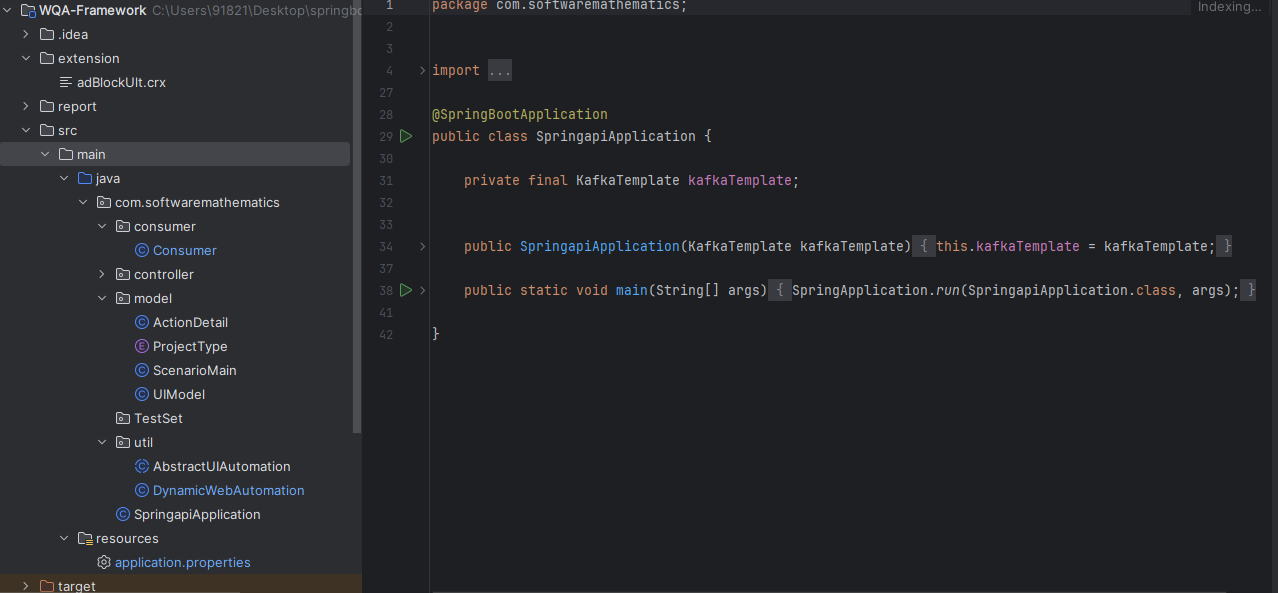 WQA-Framework C:\Users\91821\Desktop\springbo
.idea
extension
adBlockUlt.crx
report
src
main
java
com.softwaremathematics
consumer
Consumer
controller
model
ActionDetail
ProjectType
ScenarioMain
UIModel
TestSet
util
AbstractUIAutomation
DynamicWebAutomation
SpringapiApplication
resources
application.properties
target
Indexing...
1 package com.softwaremathematics;
2
3
4 import ...
27
28 @SpringBootApplication
29 public class SpringapiApplication {
30
31 private final KafkaTemplate kafkaTemplate;
32
33
34 public SpringapiApplication(KafkaTemplate kafkaTemplate) { this.kafkaTemplate = kafkaTemplate; }
37
38 public static void main(String[] args) { SpringApplication.run(SpringapiApplication.class, args); }
41
42 }